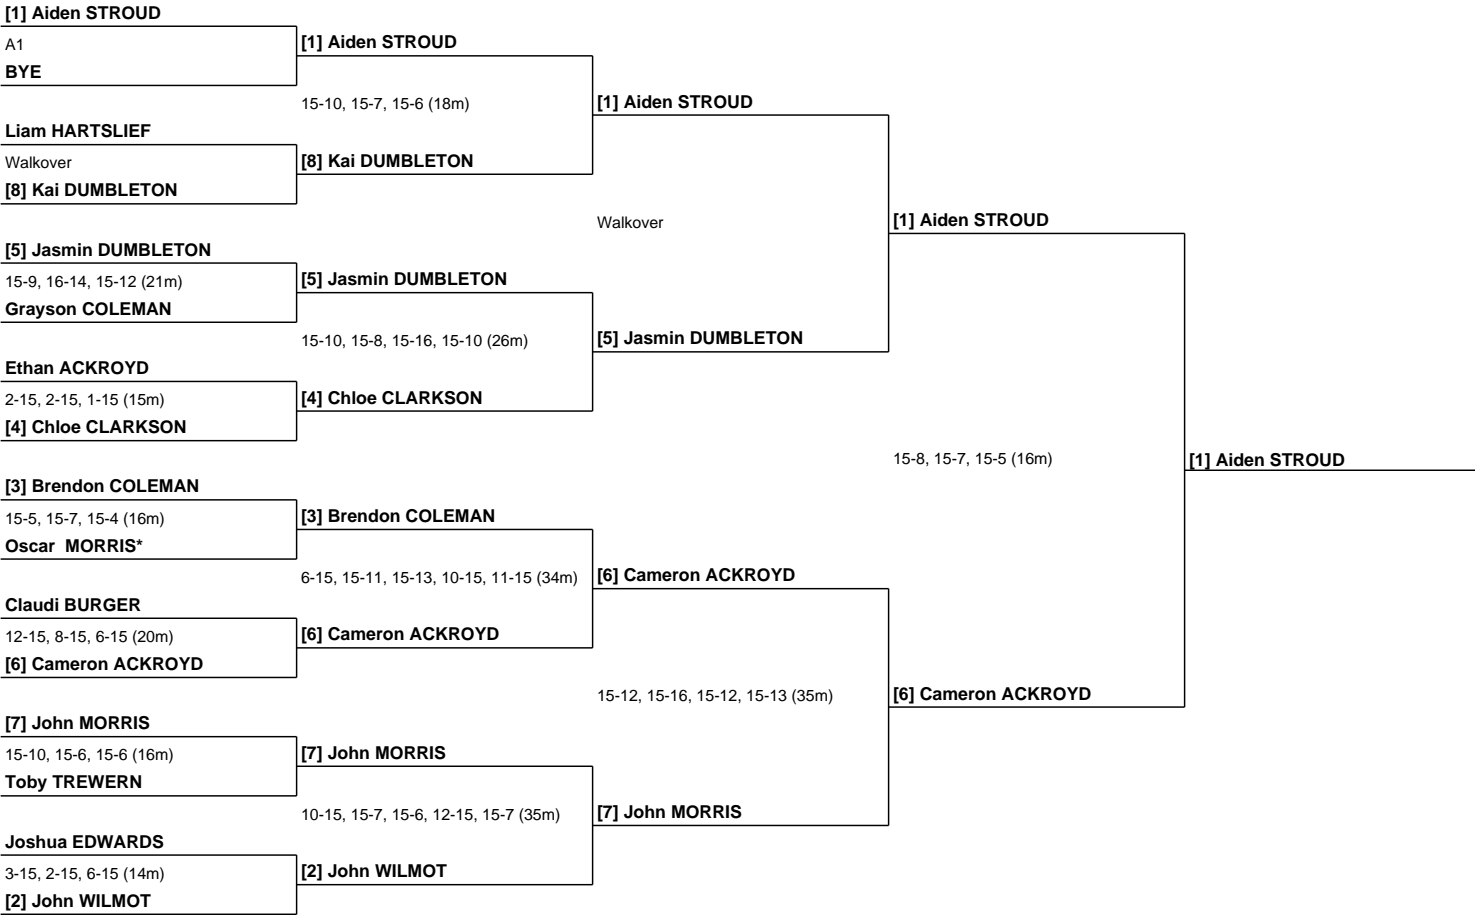 [1] Aiden STROUD
A1
BYE
Liam HARTSLIEF
Walkover
[8] Kai DUMBLETON
[5] Jasmin DUMBLETON
15-9, 16-14, 15-12 (21m)
Grayson COLEMAN
Ethan ACKROYD
2-15, 2-15, 1-15 (15m)
[4] Chloe CLARKSON
[3] Brendon COLEMAN
15-5, 15-7, 15-4 (16m)
Oscar  MORRIS*
Claudi BURGER
12-15, 8-15, 6-15 (20m)
[6] Cameron ACKROYD
[7] John MORRIS
15-10, 15-6, 15-6 (16m)
Toby TREWERN
Joshua EDWARDS
3-15, 2-15, 6-15 (14m)
[2] John WILMOT
[1] Aiden STROUD
15-10, 15-7, 15-6 (18m)
[8] Kai DUMBLETON
[5] Jasmin DUMBLETON
15-10, 15-8, 15-16, 15-10 (26m)
[4] Chloe CLARKSON
[3] Brendon COLEMAN
6-15, 15-11, 15-13, 10-15, 11-15 (34m)
[6] Cameron ACKROYD
[7] John MORRIS
10-15, 15-7, 15-6, 12-15, 15-7 (35m)
[2] John WILMOT
[1] Aiden STROUD
Walkover
[5] Jasmin DUMBLETON
[6] Cameron ACKROYD
15-12, 15-16, 15-12, 15-13 (35m)
[7] John MORRIS
[1] Aiden STROUD
15-8, 15-7, 15-5 (16m)
[6] Cameron ACKROYD
[1] Aiden STROUD